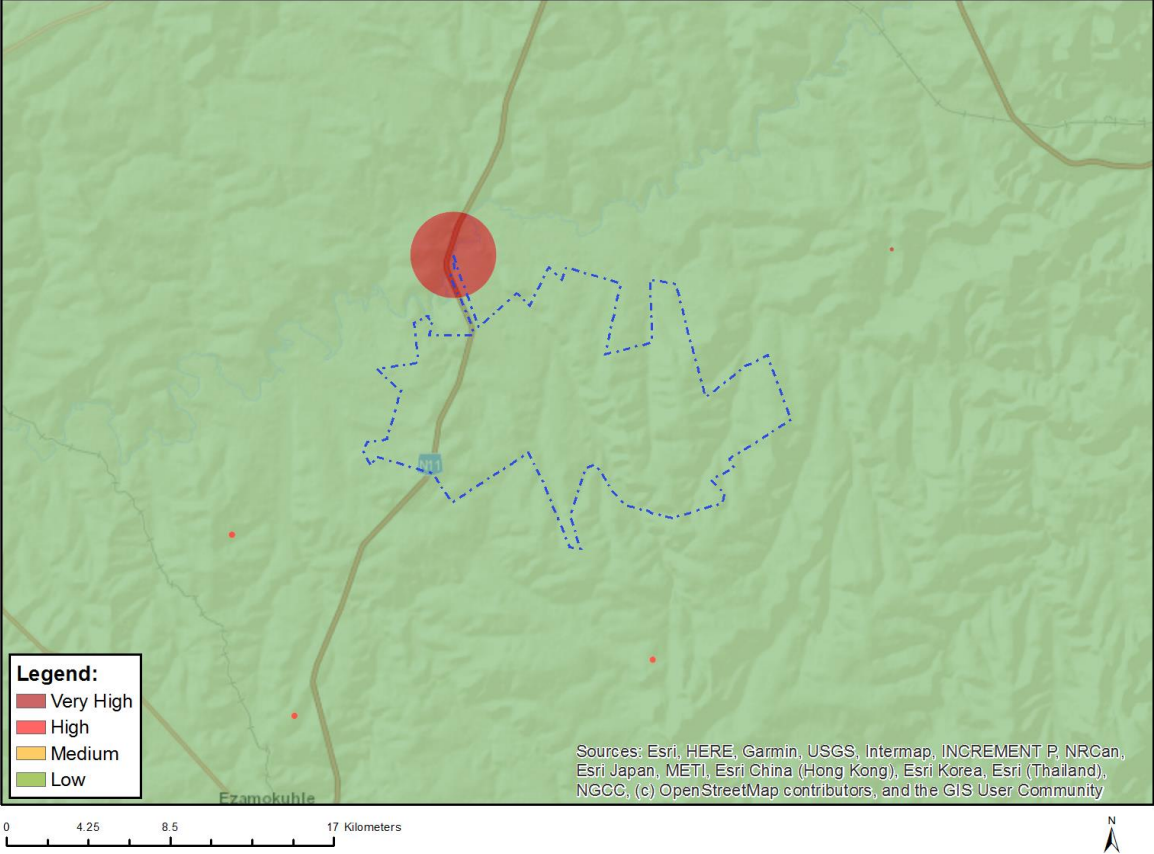 N11
Legend:
Very High
High
Medium
Low
Sources: Esri, HERE, Garmin, USGS, Intermap, INCREMENT P, NRCan,
Esri Japan, METI, Esri China (Hong Kong), Esri Korea, Esri (Thailand),
NGCC, (c) OpenStreetMap contributors, and the GIS User Community
Ezamokuhle
0 4.25 8.5 17 Kilometers
N